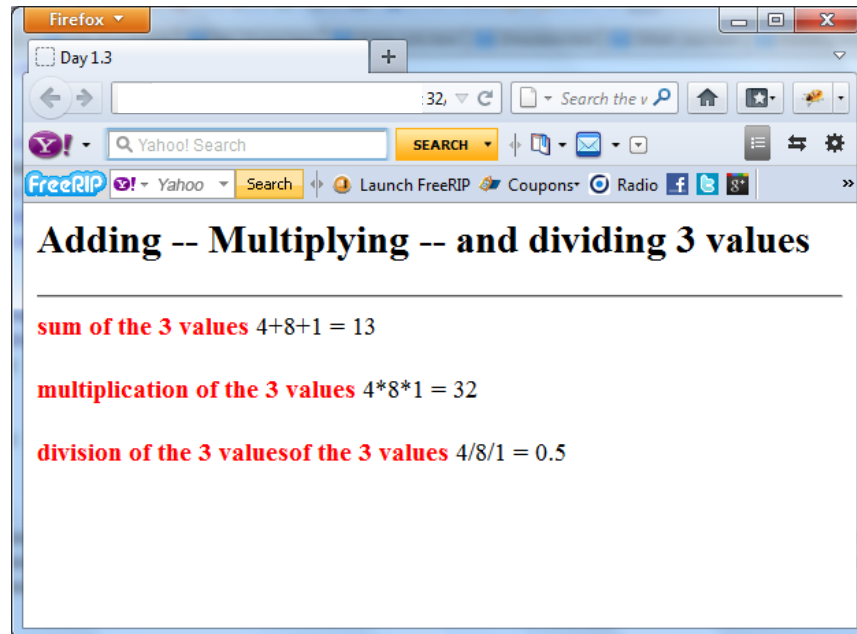 Firefox
Day 1.3
32, Search the v
Y! Yahoo! Search SEARCH
FreeRIP Y! Yahoo Search Launch FreeRIP Coupons Radio f 8+ »
Adding -- Multiplying -- and dividing 3 values
sum of the 3 values 4+8+1 = 13
multiplication of the 3 values 4*8*1 = 32
division of the 3 valuesof the 3 values 4/8/1 = 0.5